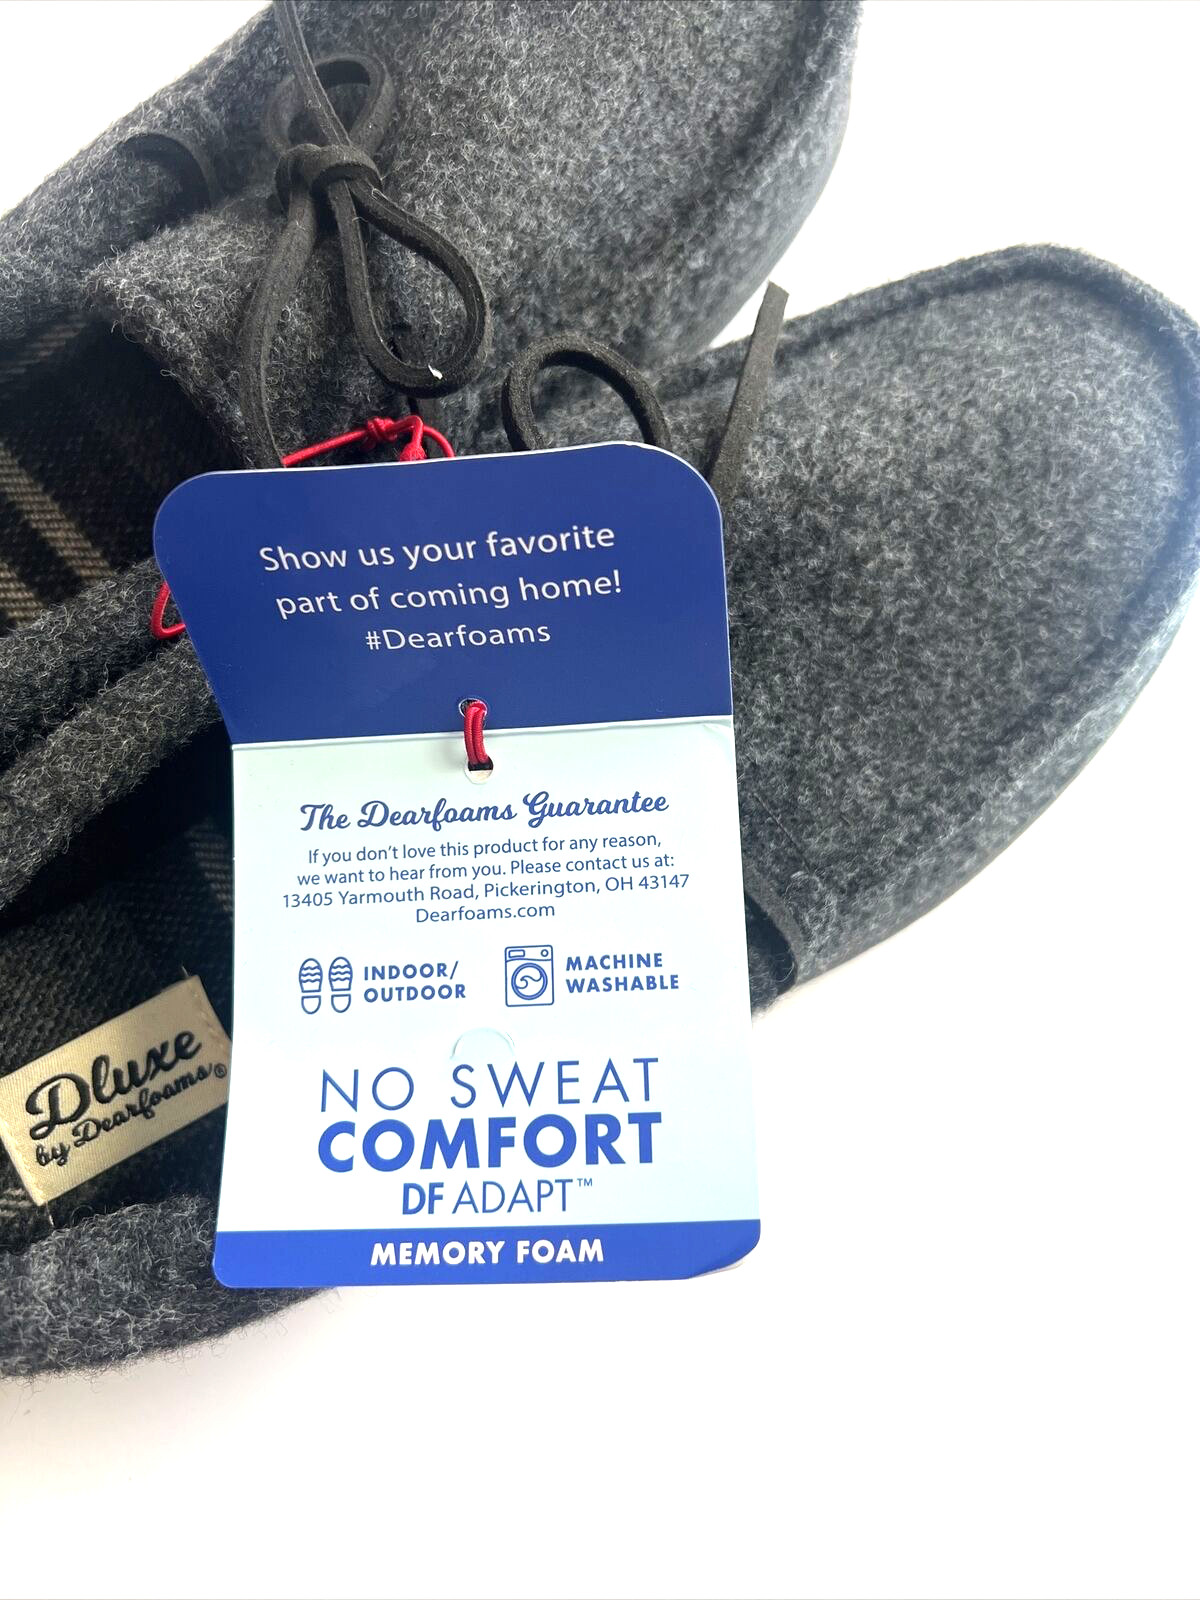 Show us your favorite
part of coming home!
#Dearfoams
The Dearfoams Guarantee
If you don't love this product for any reason,
we want to hear from you. Please contact us at:
13405 Yarmouth Road, Pickerington, OH 43147
Dearfoams.com
INDOOR/
OUTDOOR
MACHINE
WASHABLE
NO SWEAT
COMFORT
DF ADAPT™
MEMORY FOAM
Dluxe
by Dearfoams®